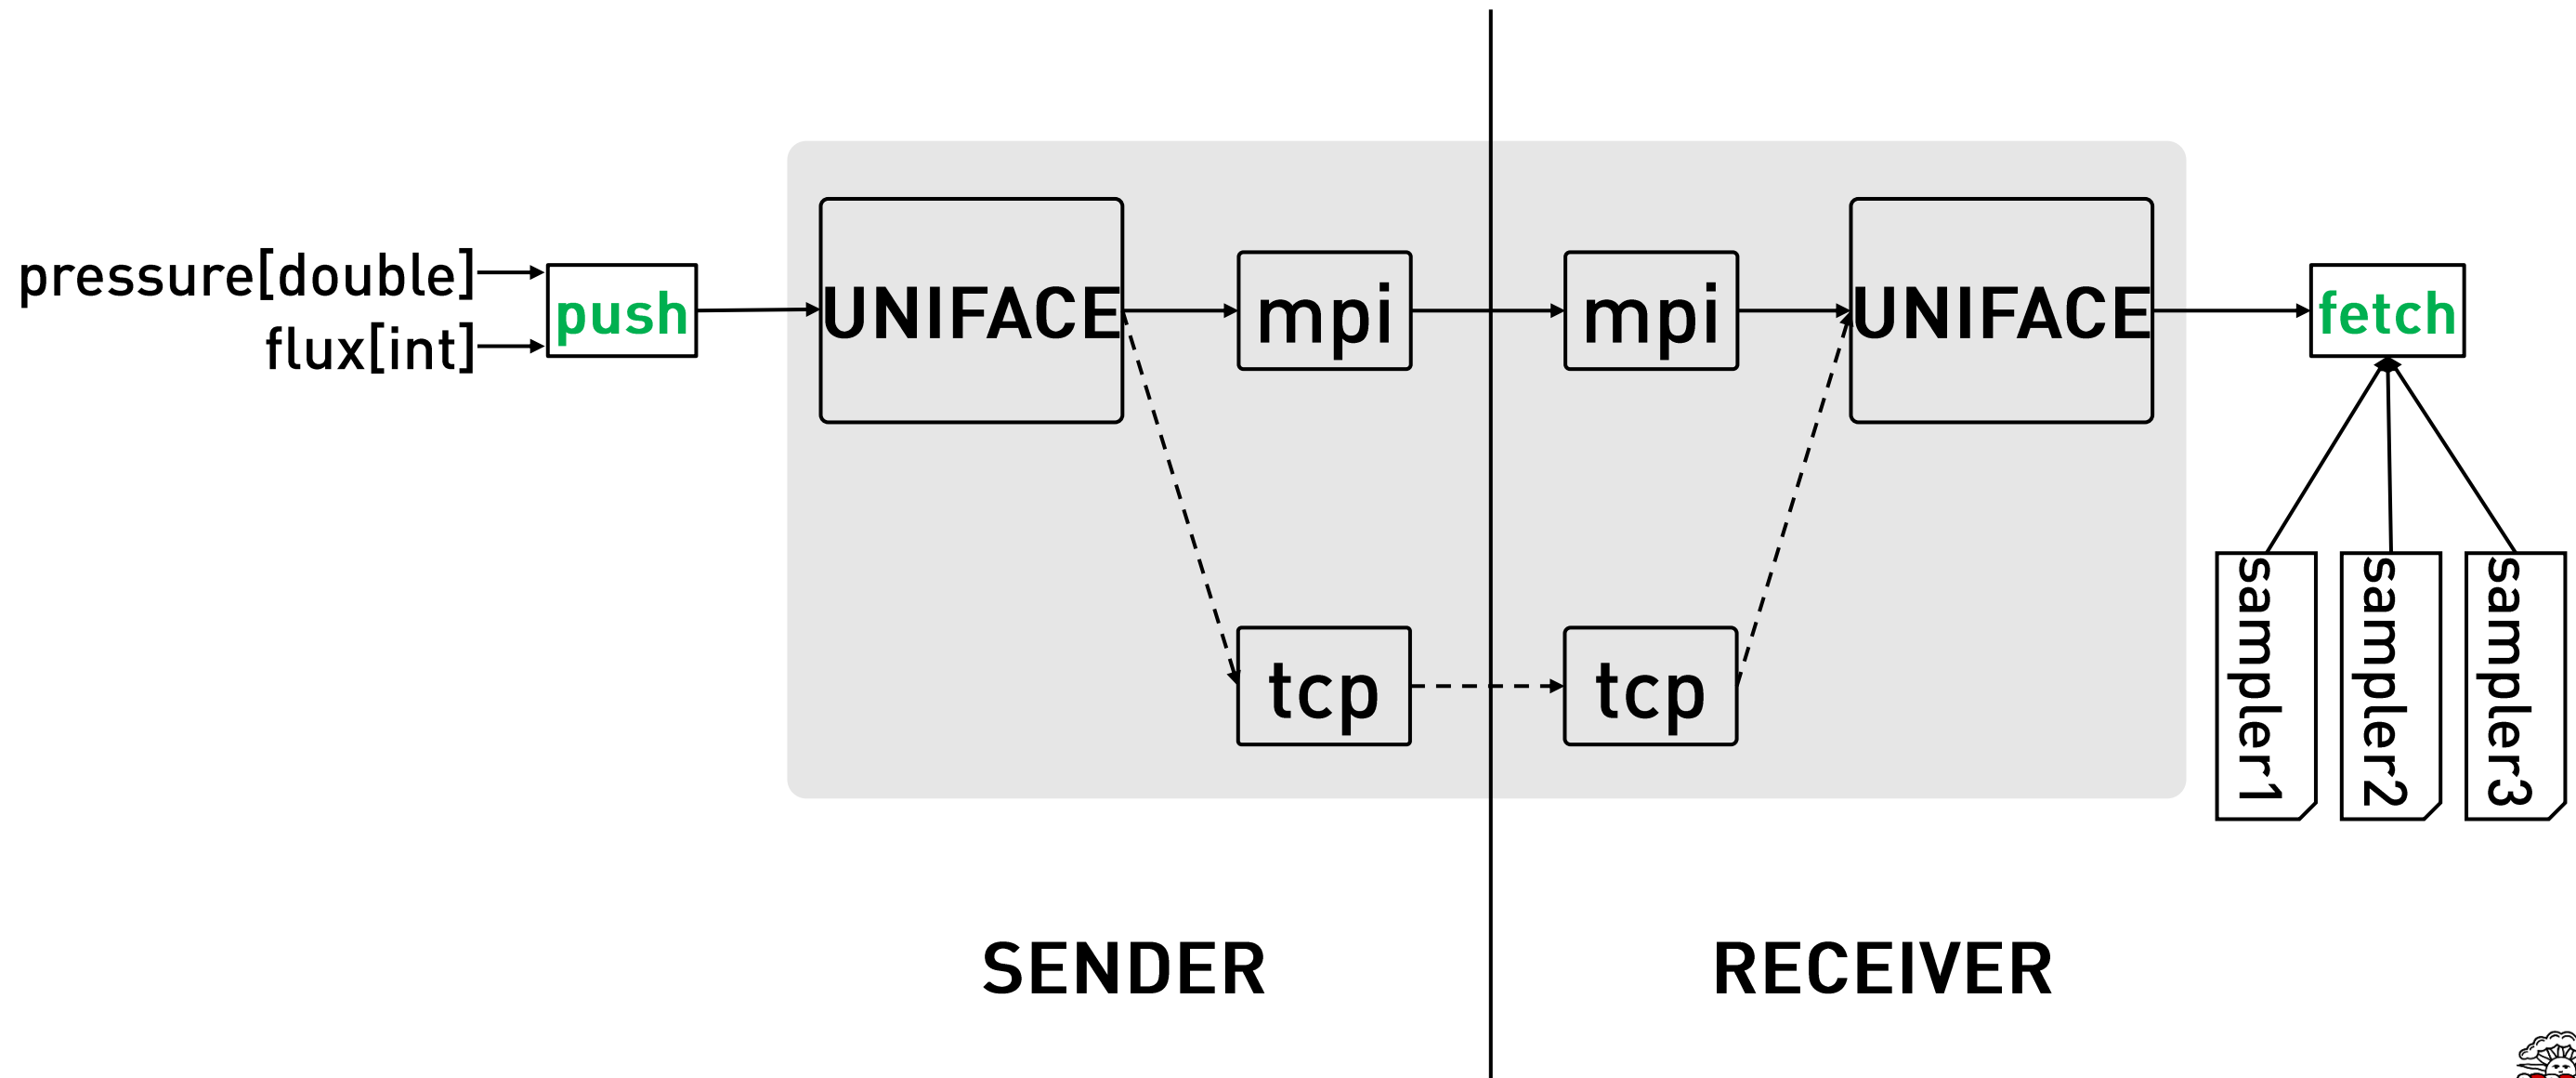 pressure[double]
flux[int]
push
UNIFACE
mpi
mpi
UNIFACE
fetch
tcp
tcp
sampler1
sampler2
sampler3
SENDER
RECEIVER